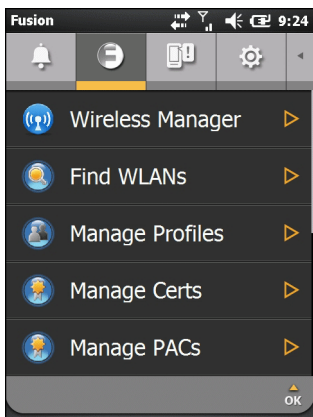 Fusion 9:24
Wireless Manager
Find WLANs
Manage Profiles
Manage Certs
Manage PACs
OK